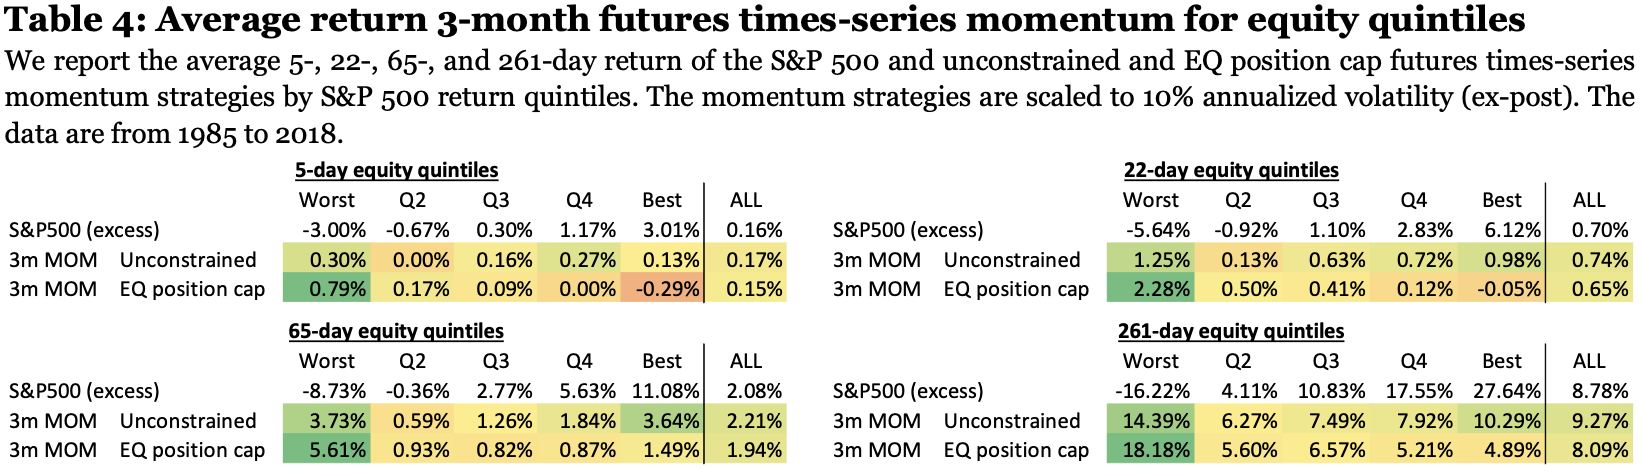 Table 4: Average return 3-month futures times-series momentum for equity quintiles
We report the average 5-, 22-, 65-, and 261-day return of the S&P 500 and unconstrained and EQ position cap futures times-series
momentum strategies by S&P 500 return quintiles. The momentum strategies are scaled to 10% annualized volatility (ex-post). The
data are from 1985 to 2018.
5-day equity quintiles
Worst Q2 Q3 Q4 Best ALL
S&P500 (excess) -3.00% -0.67% 0.30% 1.17% 3.01% 0.16%
3m MOM Unconstrained 0.30% 0.00% 0.16% 0.27% 0.13% 0.17%
3m MOM EQ position cap 0.79% 0.17% 0.09% 0.00% -0.29% 0.15%
22-day equity quintiles
Worst Q2 Q3 Q4 Best ALL
S&P500 (excess) -5.64% -0.92% 1.10% 2.83% 6.12% 0.70%
3m MOM Unconstrained 1.25% 0.13% 0.63% 0.72% 0.98% 0.74%
3m MOM EQ position cap 2.28% 0.50% 0.41% 0.12% -0.05% 0.65%
65-day equity quintiles
Worst Q2 Q3 Q4 Best ALL
S&P500 (excess) -8.73% -0.36% 2.77% 5.63% 11.08% 2.08%
3m MOM Unconstrained 3.73% 0.59% 1.26% 1.84% 3.64% 2.21%
3m MOM EQ position cap 5.61% 0.93% 0.82% 0.87% 1.49% 1.94%
261-day equity quintiles
Worst Q2 Q3 Q4 Best ALL
S&P500 (excess) -16.22% 4.11% 10.83% 17.55% 27.64% 8.78%
3m MOM Unconstrained 14.39% 6.27% 7.49% 7.92% 10.29% 9.27%
3m MOM EQ position cap 18.18% 5.60% 6.57% 5.21% 4.89% 8.09%